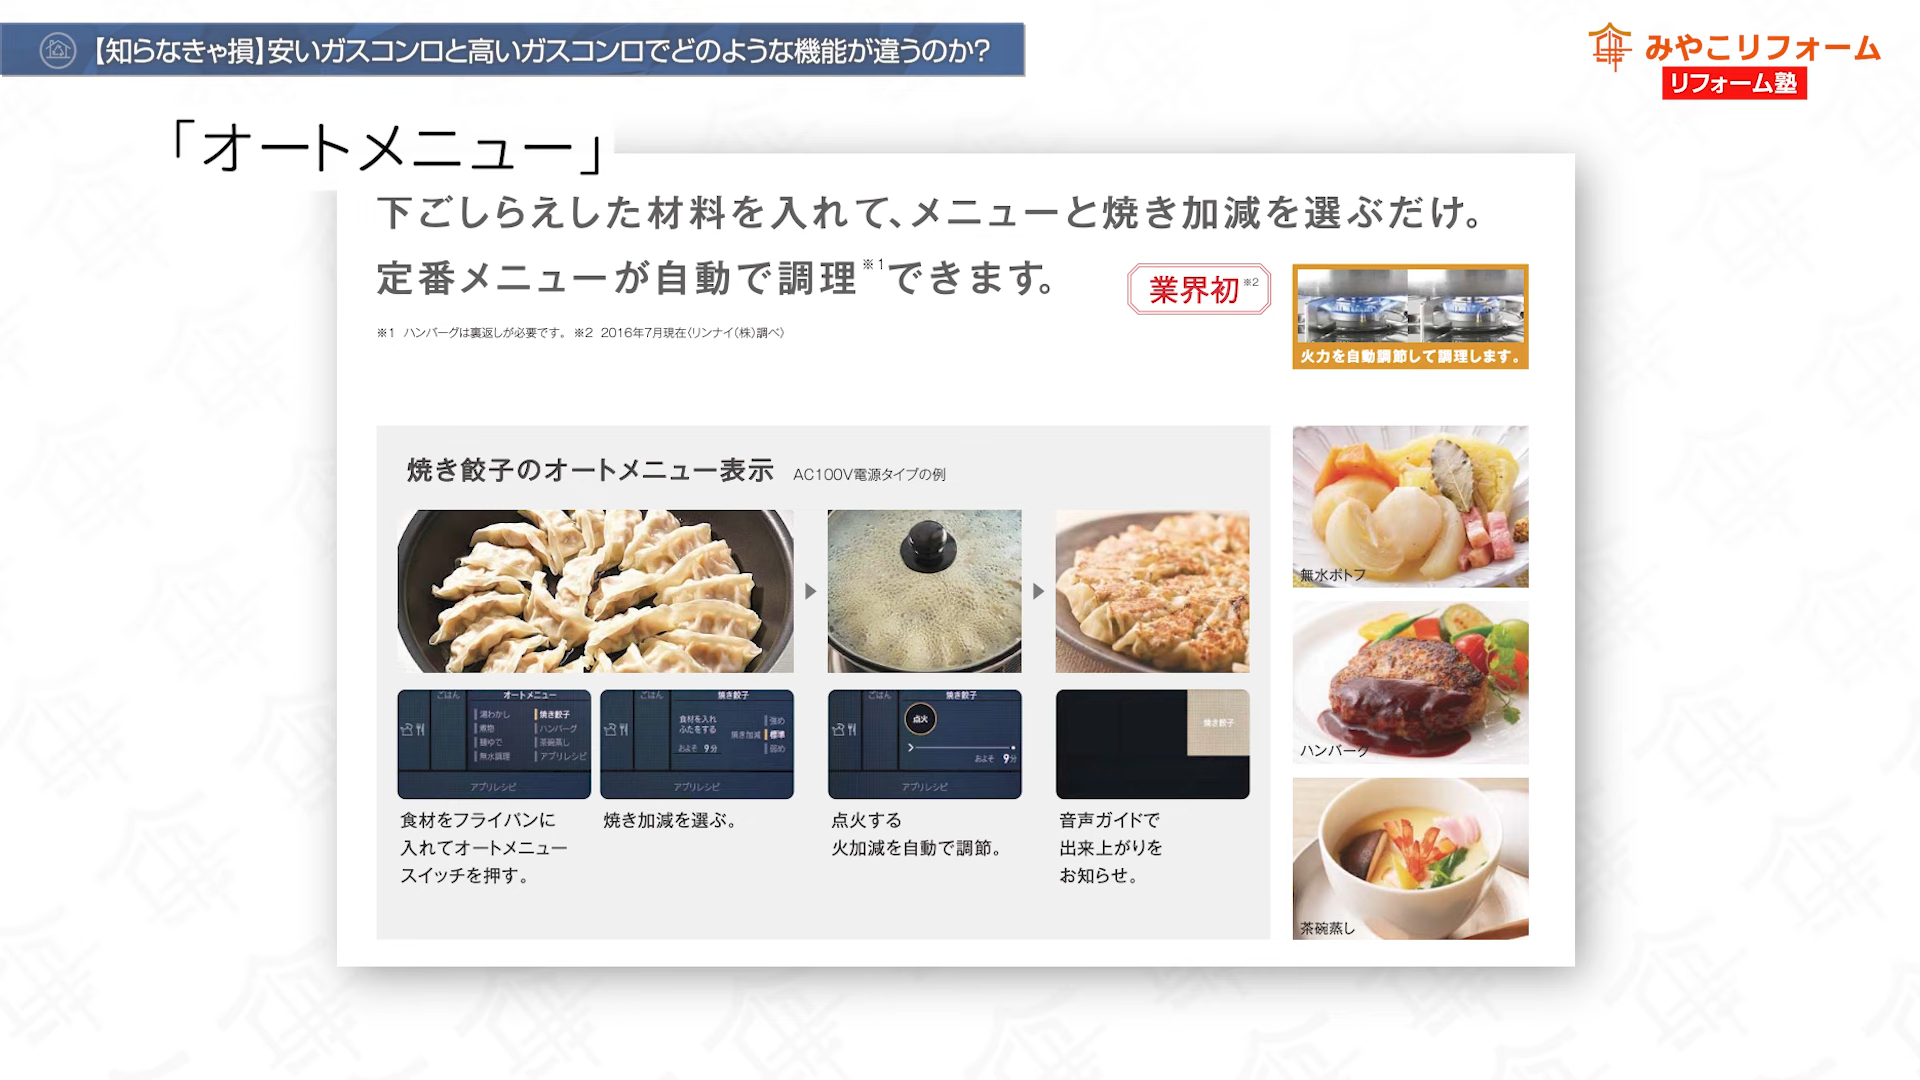 【知らなきゃ損】安いガスコンロと高いガスコンロでどのような機能が違うのか?
みやこリフォーム
リフォーム塾
「オートメニュー」
下ごしらえした材料を入れて、メニューと焼き加減を選ぶだけ。
定番メニューが自動で調理※1できます。
業界初※2
※1 ハンバーグは裏返しが必要です。 ※2 2016年7月現在(リンナイ(株)調べ)
火力を自動調節して調理します。
焼き餃子のオートメニュー表示 AC100V電源タイプの例
ごはん オートメニュー
湯わかし 焼き餃子
煮物 ハンバーグ
麺ゆで 茶碗蒸し
無水調理 アプリレシピ
アプリレシピ
食材をフライパンに
入れてオートメニュー
スイッチを押す。
ごはん 焼き餃子
食材を入れ
ふたをする
およそ 9分
焼き加減
強め
標準
弱め
アプリレシピ
焼き加減を選ぶ。
ごはん 焼き餃子
点火
およそ 9分
アプリレシピ
点火する
火加減を自動で調節。
焼き餃子
音声ガイドで
出来上がりを
お知らせ。
無水ポトフ
ハンバーグ
茶碗蒸し